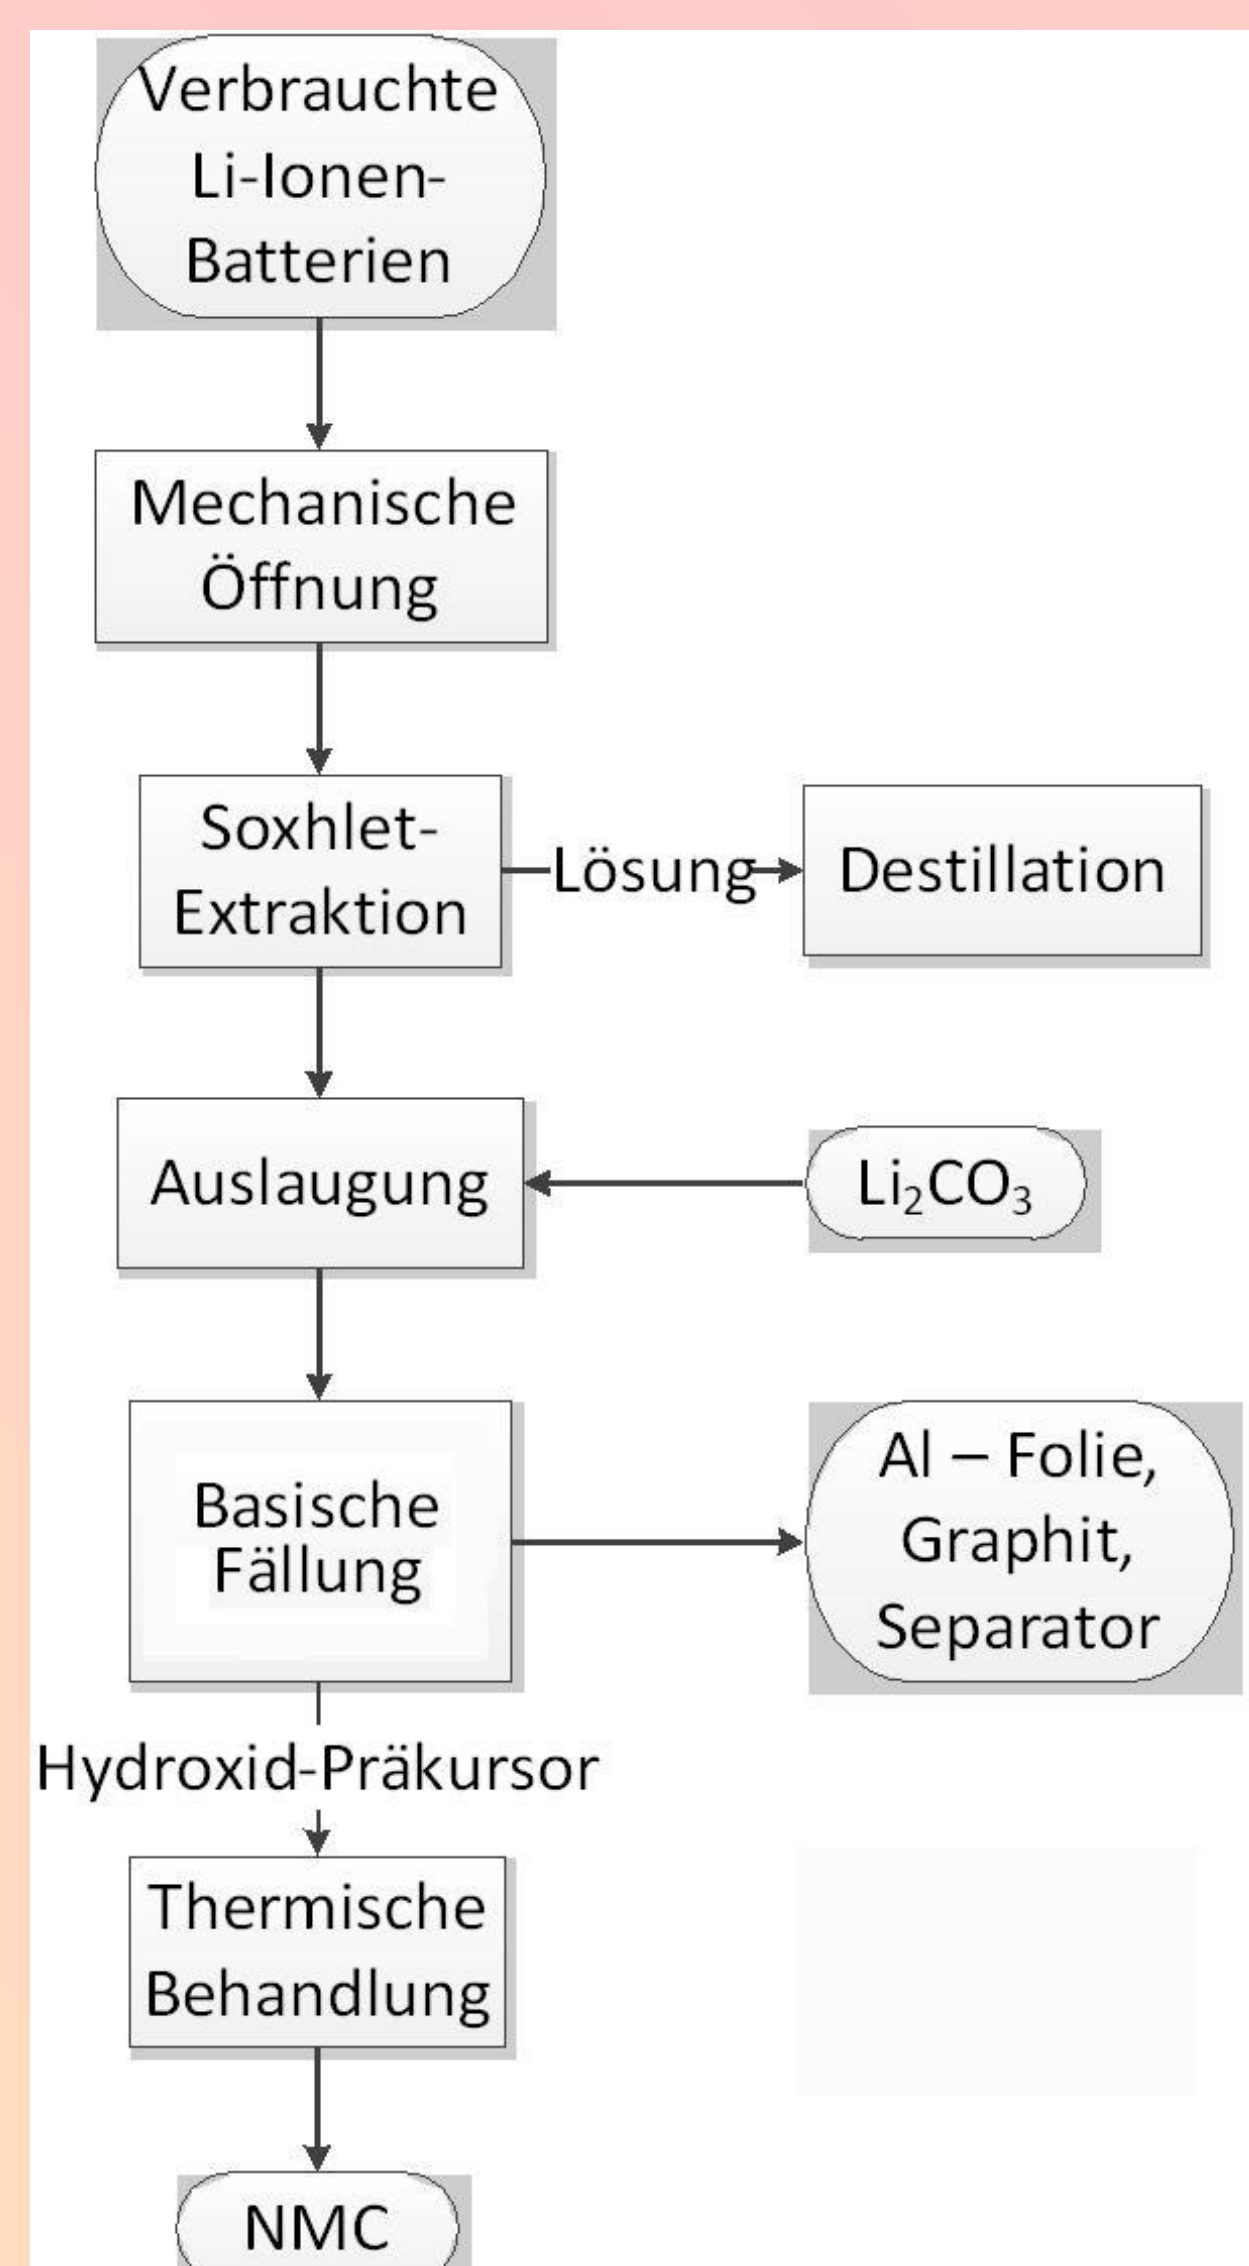 Verbrauchte
Li-Ionen-
Batterien
Mechanische
Öffnung
Soxhlet-
Extraktion
Lösung
Destillation
Auslaugung
Li₂CO₃
Basische
Fällung
Al – Folie,
Graphit,
Separator
Hydroxid-Präkursor
Thermische
Behandlung
NMC